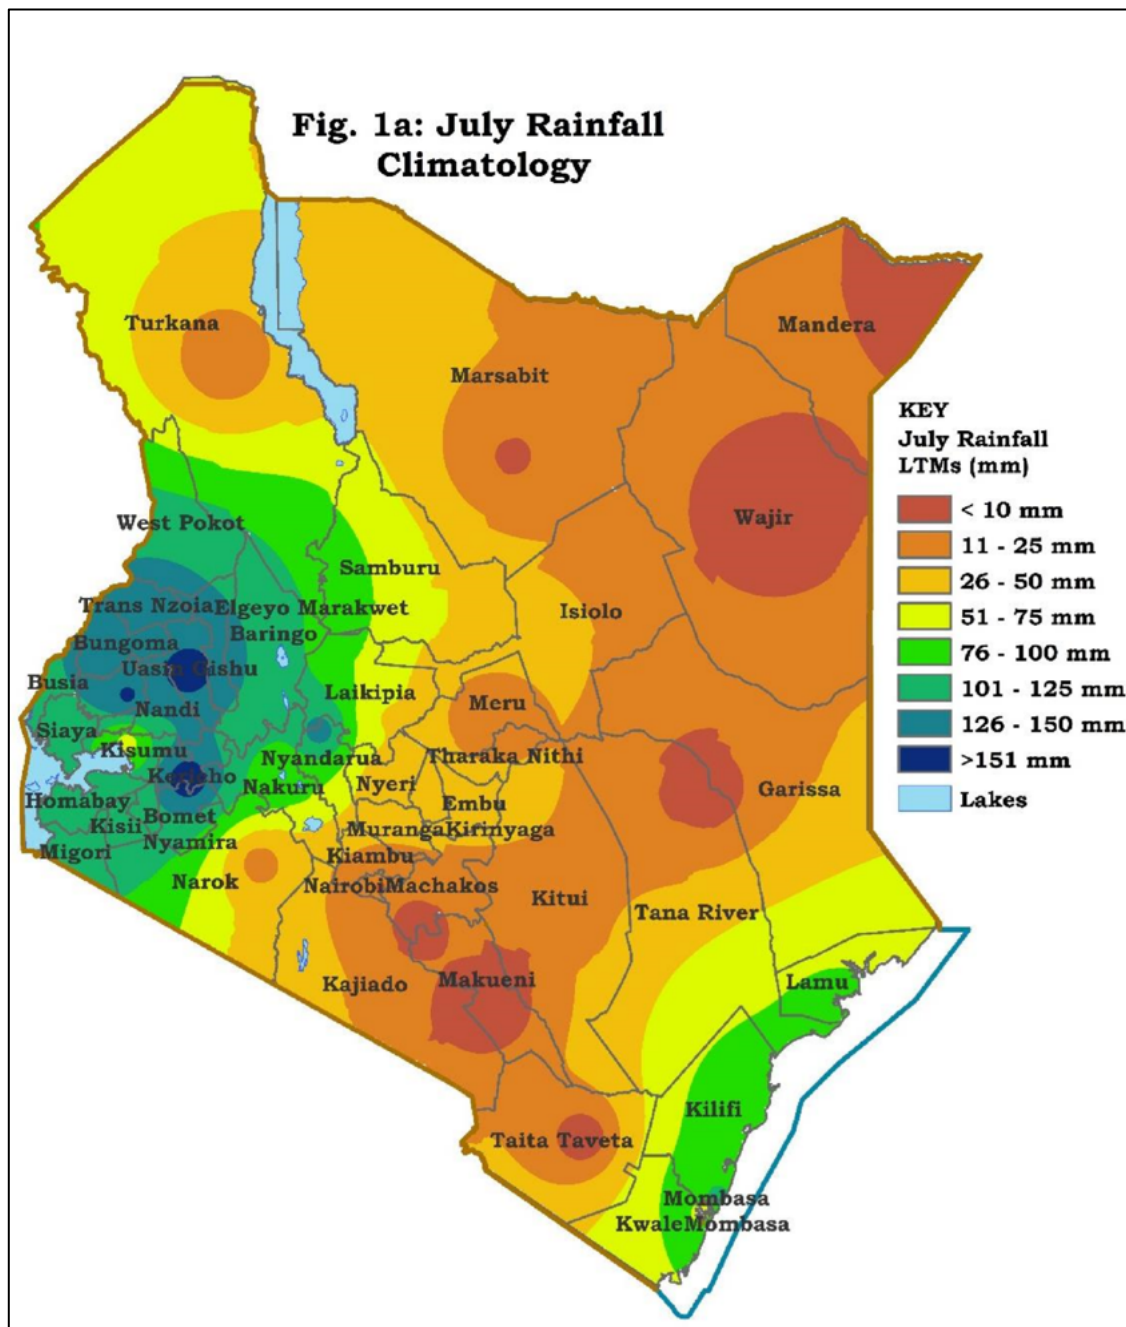 Fig. 1a: July Rainfall
Climatology
Turkana
Mandera
Marsabit
KEY
July Rainfall
LTMs (mm)
< 10 mm
11 - 25 mm
26 - 50 mm
51 - 75 mm
76 - 100 mm
101 - 125 mm
126 - 150 mm
>151 mm
Lakes
Wajir
West Pokot
Samburu
Trans Nzoia
Elgeyo Marakwet
Isiolo
Baringo
Bungoma
Uasin Gishu
Busia
Laikipia
Meru
Nandi
Siaya
Kisumu
Nyandarua
Tharaka Nithi
Kericho
Nakuru
Nyeri
Garissa
Homabay
Embu
Bomet
Kisii
Muranga
Kirinyaga
Nyamira
Migori
Kiambu
Narok
Nairobi
Machakos
Kitui
Tana River
Kajiado
Makueni
Lamu
Kilifi
Taita Taveta
Mombasa
Kwale
Mombasa